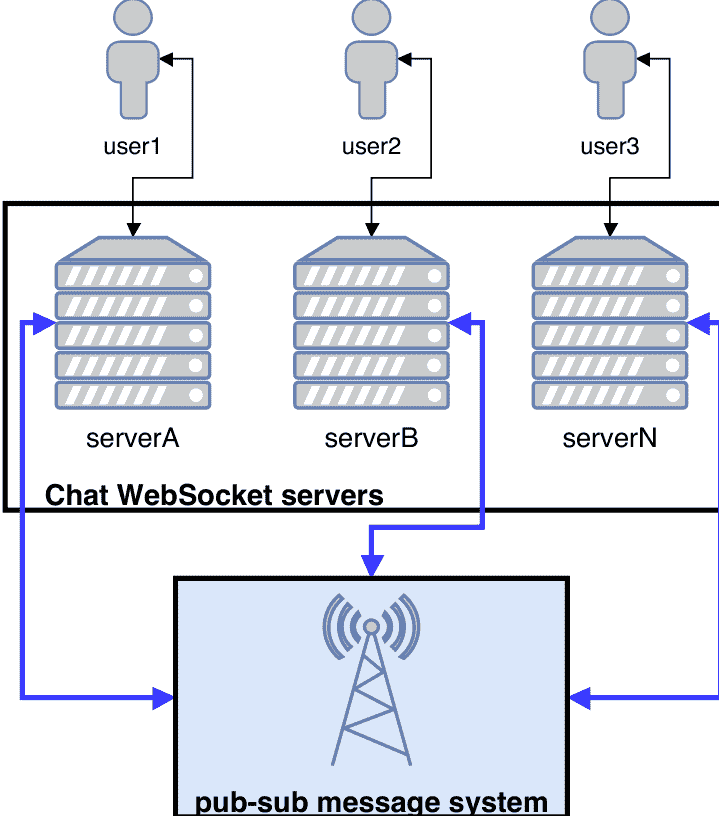 user1
user2
user3
serverA
serverB
serverN
Chat WebSocket servers
pub-sub message system